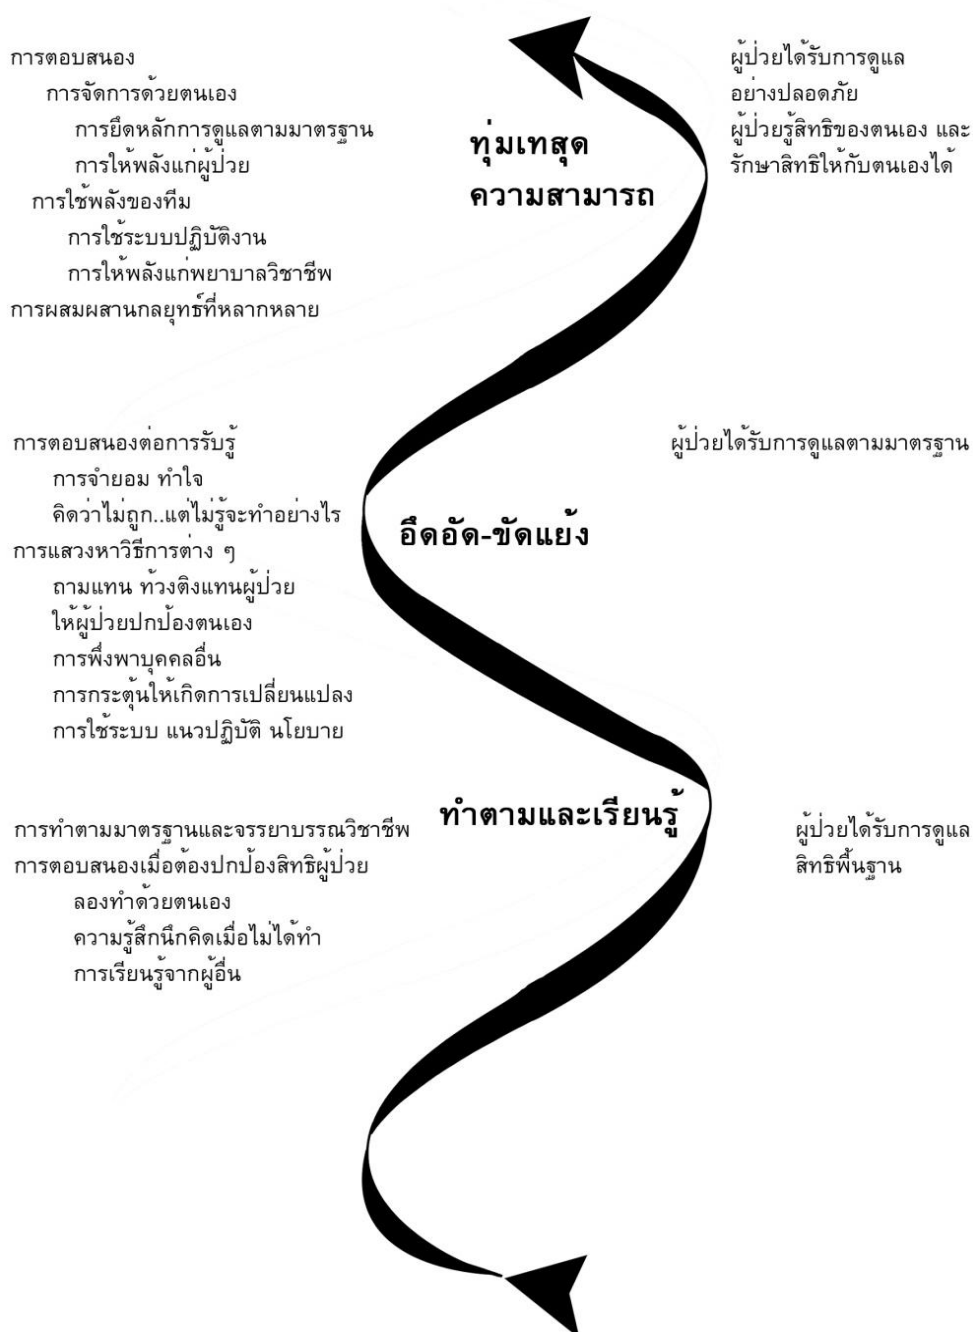 การตอบสนอง
การจัดการด้วยตนเอง
การยึดหลักการดูแลตามมาตรฐาน
การให้พลังแก่ผู้ป่วย
การใช้พลังของทีม
การใช้ระบบปฏิบัติงาน
การให้พลังแก่พยาบาลวิชาชีพ
การผสมผสานกลยุทธ์ที่หลากหลาย
ทุ่มเทสุด
ความสามารถ
ผู้ป่วยได้รับการดูแล
อย่างปลอดภัย
ผู้ป่วยรู้สิทธิของตนเอง และ
รักษาสิทธิให้กับตนเองได้
การตอบสนองต่อการรับรู้
การจำยอม ทำใจ
คิดว่าไม่ถูก..แต่ไม่รู้จะทำอย่างไร
การแสวงหาวิธีการต่าง ๆ
ถามแทน ท้วงติงแทนผู้ป่วย
ให้ผู้ป่วยปกป้องตนเอง
การพึ่งพาบุคคลอื่น
การกระตุ้นให้เกิดการเปลี่ยนแปลง
การใช้ระบบ แนวปฏิบัติ นโยบาย
อึดอัด-ขัดแย้ง
ผู้ป่วยได้รับการดูแลตามมาตรฐาน
การทำตามมาตรฐานและจรรยาบรรณวิชาชีพ
การตอบสนองเมื่อต้องปกป้องสิทธิผู้ป่วย
ลองทำด้วยตนเอง
ความรู้สึกนึกคิดเมื่อไม่ได้ทำ
การเรียนรู้จากผู้อื่น
ทำตามและเรียนรู้
ผู้ป่วยได้รับการดูแล
สิทธิพื้นฐาน